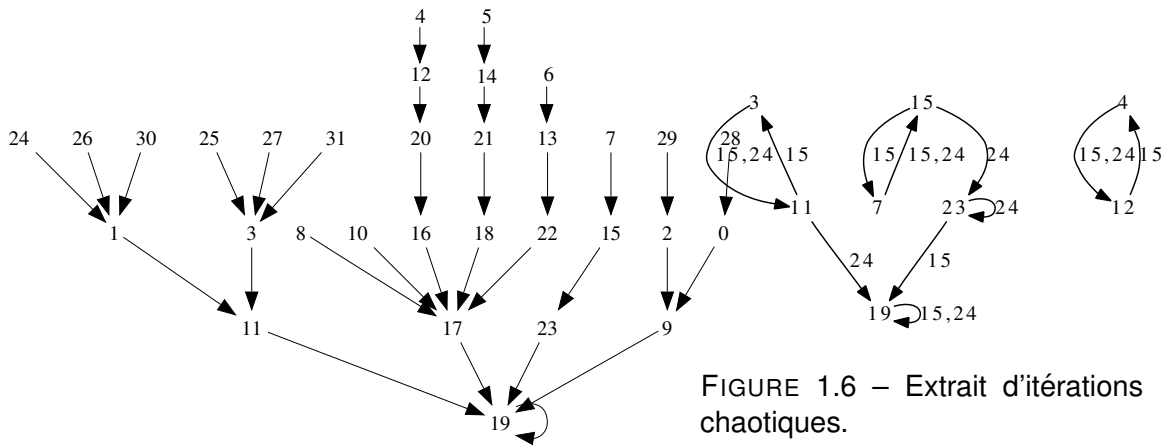 4 5
12 14 6 3 15 4
24 26 30 25 27 31 20 21 13 7 29 28
15,24 15 15 15,24 24 15,24 15
1 3 8 10 16 18 22 15 2 0 11 7 23 24 12
24 15
11 17 23 9 19 15,24
19
FIGURE 1.6 – Extrait d'itérations
chaotiques.